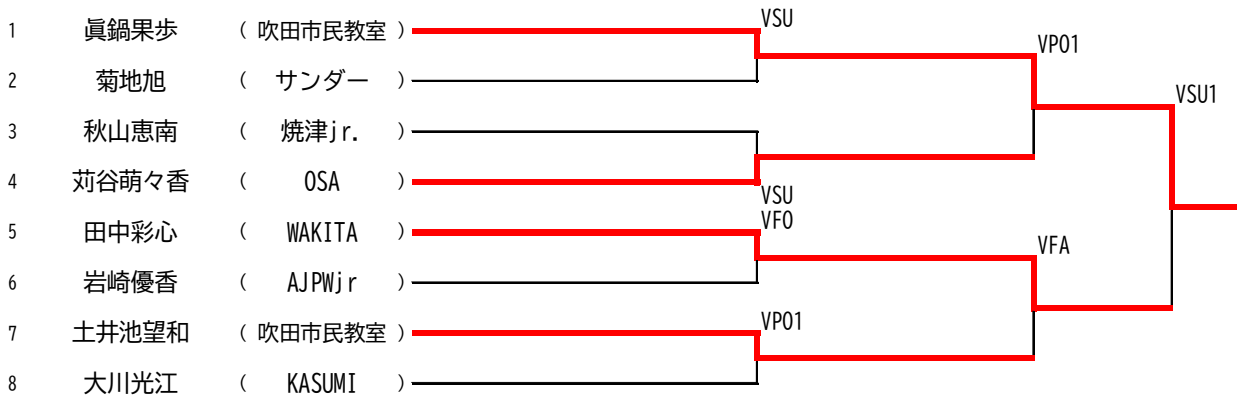 VSU
1 眞鍋果歩 ( 吹田市民教室 )
VPO1
2 菊地旭 ( サンダー )
VSU1
3 秋山恵南 ( 焼津jr. )
4 苅谷萌々香 ( OSA )
VSU
VFO
5 田中彩心 ( WAKITA )
VFA
6 岩崎優香 ( AJPWjr )
VPO1
7 土井池望和 ( 吹田市民教室 )
8 大川光江 ( KASUMI )